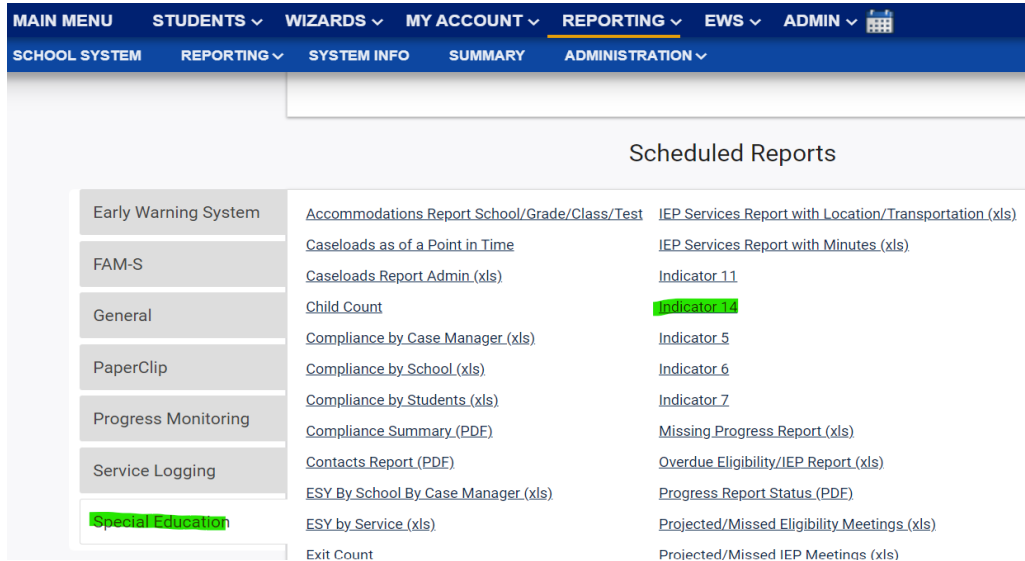 MAIN MENU STUDENTS WIZARDS MY ACCOUNT REPORTING EWS ADMIN
SCHOOL SYSTEM REPORTING SYSTEM INFO SUMMARY ADMINISTRATION
Scheduled Reports
Early Warning System
FAM-S
General
PaperClip
Progress Monitoring
Service Logging
Special Education
Accommodations Report School/Grade/Class/Test
Caseloads as of a Point in Time
Caseloads Report Admin (xls)
Child Count
Compliance by Case Manager (xls)
Compliance by School (xls)
Compliance by Students (xls)
Compliance Summary (PDF)
Contacts Report (PDF)
ESY By School By Case Manager (xls)
ESY by Service (xls)
Exit Count
IEP Services Report with Location/Transportation (xls)
IEP Services Report with Minutes (xls)
Indicator 11
Indicator 14
Indicator 5
Indicator 6
Indicator 7
Missing Progress Report (xls)
Overdue Eligibility/IEP Report (xls)
Progress Report Status (PDF)
Projected/Missed Eligibility Meetings (xls)
Projected/Missed IEP Meetings (xls)